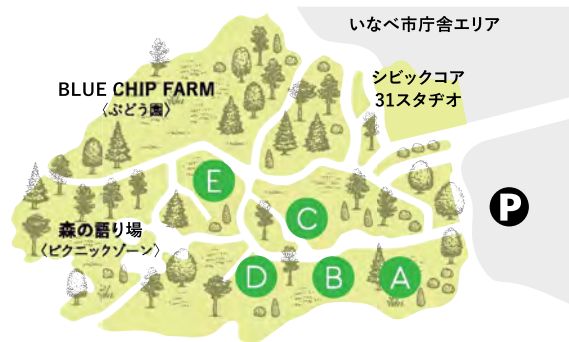 いなべ市庁舎エリア
シビックコア
31スタヂオ
BLUE CHIP FARM
〈ぶどう園〉
E
P
C
森の語り場
〈ピクニックゾーン〉
D
B
A